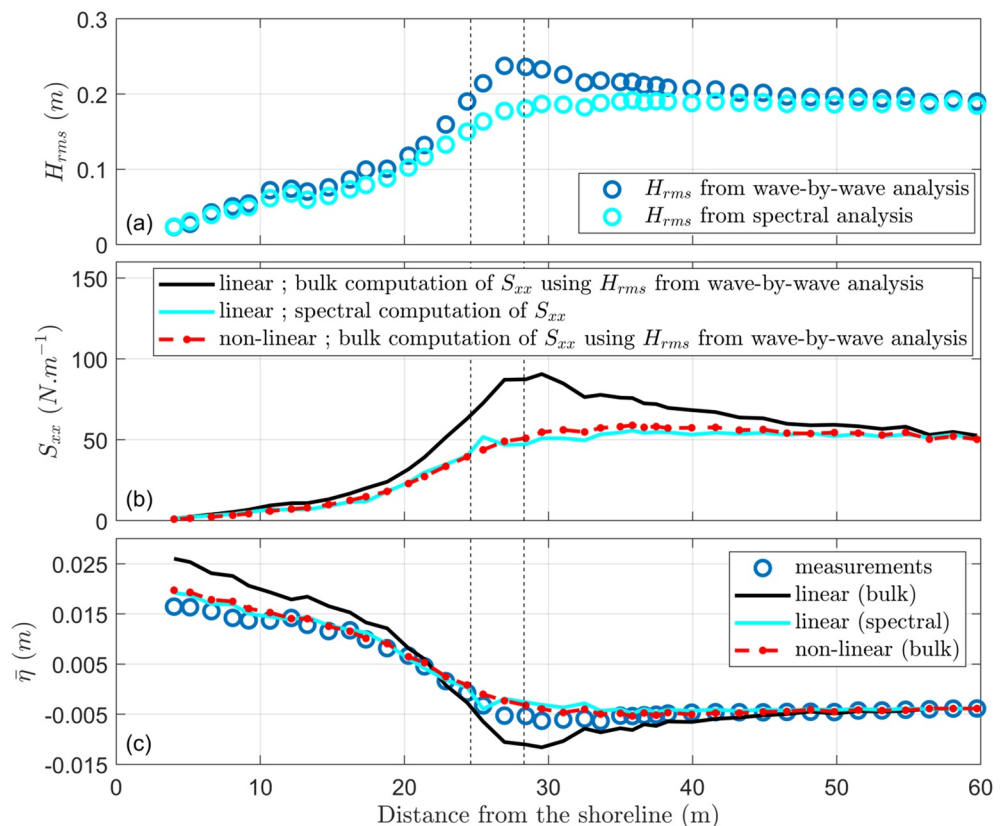 0.3
0.2
0.1
0
H_rms (m)
(a)
H_rms from wave-by-wave analysis
H_rms from spectral analysis
150
100
50
0
S_xx (N.m^−1)
linear ; bulk computation of S_xx using H_rms from wave-by-wave analysis
linear ; spectral computation of S_xx
non-linear ; bulk computation of S_xx using H_rms from wave-by-wave analysis
(b)
0.025
0.015
0.005
-0.005
-0.015
η̄ (m)
measurements
linear (bulk)
linear (spectral)
non-linear (bulk)
(c)
0 10 20 30 40 50 60
Distance from the shoreline (m)